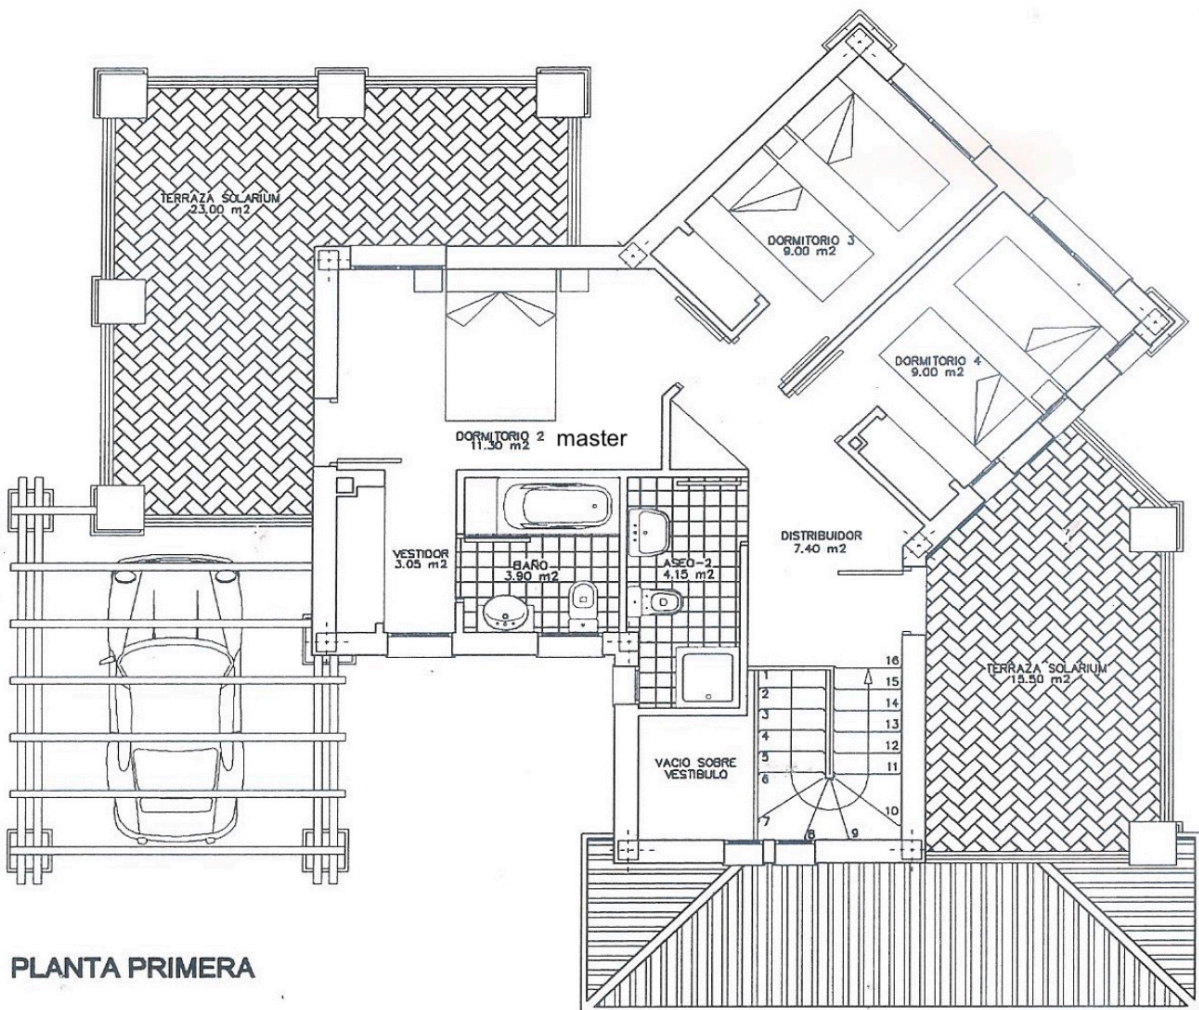 TERRAZA SOLARIUM
23.00 m2
DORMITORIO 3
9.00 m2
DORMITORIO 4
9.00 m2
DORMITORIO 2 master
11.30 m2
DISTRIBUIDOR
7.40 m2
VESTIDOR
3.05 m2
BAÑO-1
3.90 m2
ASEO-2
4.15 m2
TERRAZA SOLARIUM
15.50 m2
VACIO SOBRE
VESTIBULO
1
2
3
4
5
6
7
8
9
10
11
12
13
14
15
16
PLANTA PRIMERA